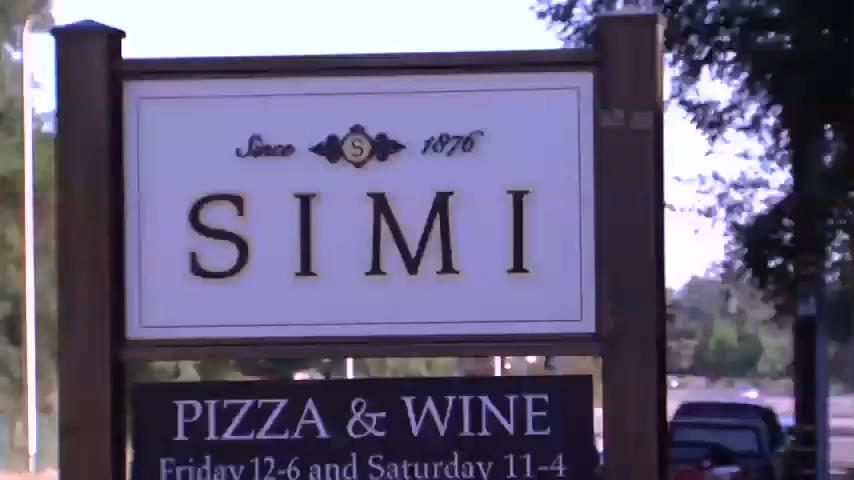 Since S 1876
SIMI
PIZZA & WINE
Friday 12-6 and Saturday 11-4